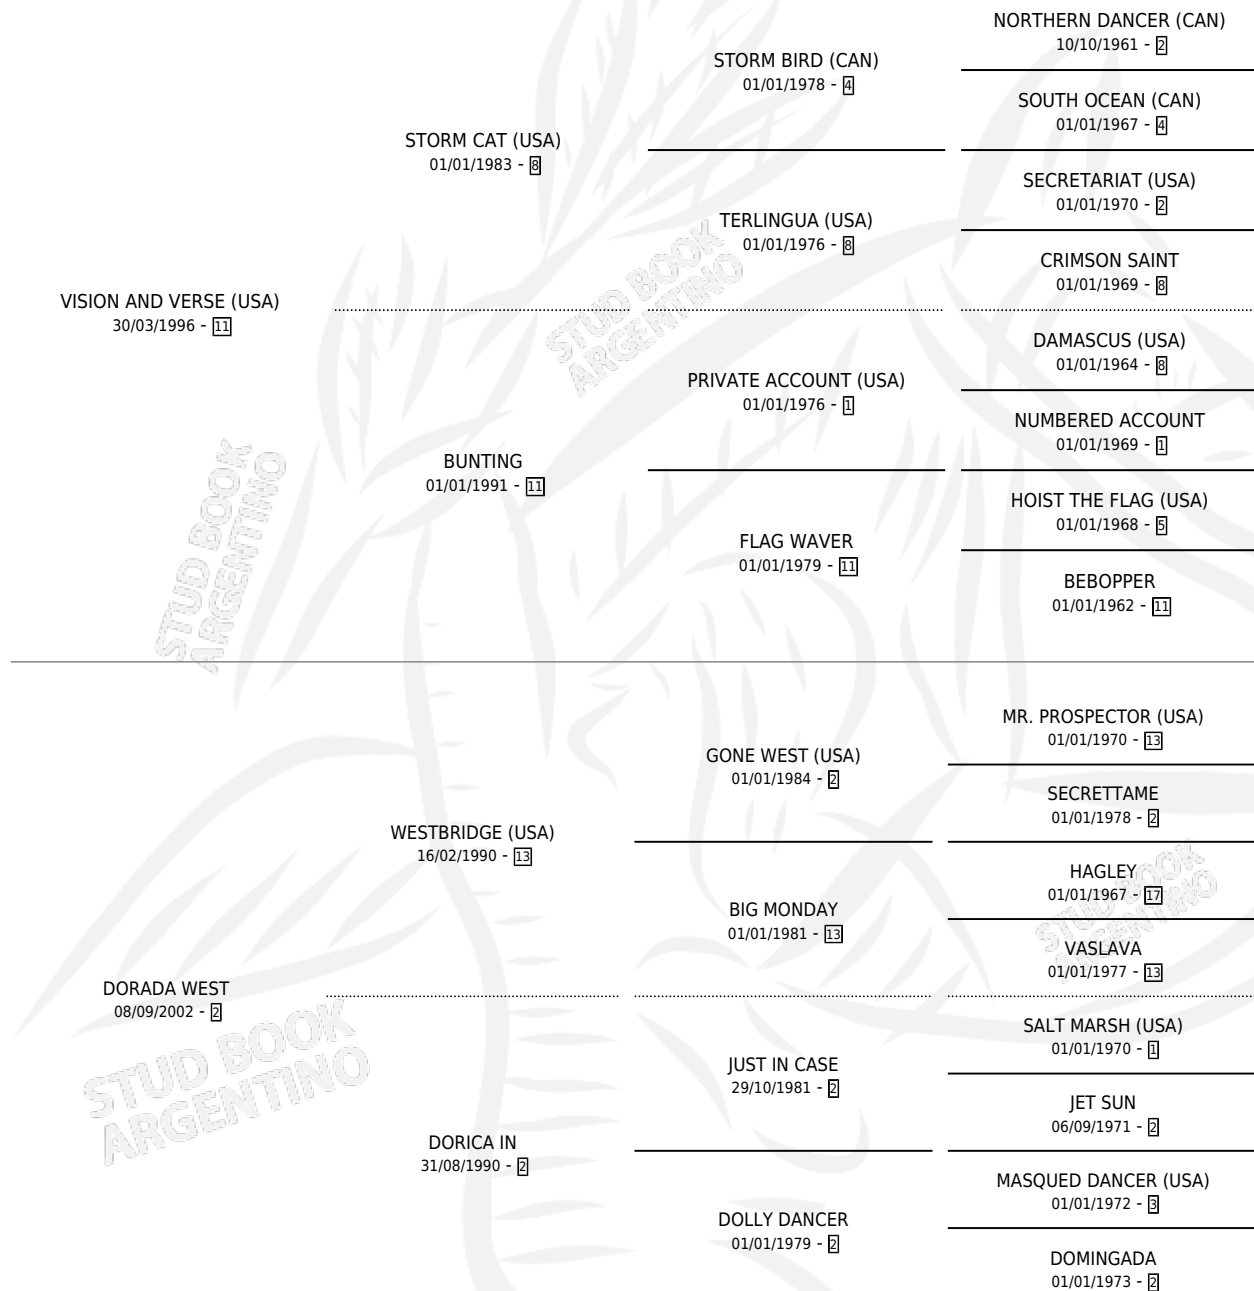 NORTHERN DANCER (CAN)
10/10/1961 - 2
STORM BIRD (CAN)
01/01/1978 - 4
SOUTH OCEAN (CAN)
01/01/1967 - 4
STORM CAT (USA)
01/01/1983 - 8
SECRETARIAT (USA)
01/01/1970 - 2
TERLINGUA (USA)
01/01/1976 - 8
CRIMSON SAINT
01/01/1969 - 8
VISION AND VERSE (USA)
30/03/1996 - 11
DAMASCUS (USA)
01/01/1964 - 8
PRIVATE ACCOUNT (USA)
01/01/1976 - 1
NUMBERED ACCOUNT
01/01/1969 - 1
BUNTING
01/01/1991 - 11
HOIST THE FLAG (USA)
01/01/1968 - 5
FLAG WAVER
01/01/1979 - 11
BEBOPPER
01/01/1962 - 11
MR. PROSPECTOR (USA)
01/01/1970 - 13
GONE WEST (USA)
01/01/1984 - 2
SECRETTAME
01/01/1978 - 2
WESTBRIDGE (USA)
16/02/1990 - 13
HAGLEY
01/01/1967 - 17
BIG MONDAY
01/01/1981 - 13
VASLAVA
01/01/1977 - 13
DORADA WEST
08/09/2002 - 2
SALT MARSH (USA)
01/01/1970 - 1
JUST IN CASE
29/10/1981 - 2
JET SUN
06/09/1971 - 2
DORICA IN
31/08/1990 - 2
MASQUED DANCER (USA)
01/01/1972 - 3
DOLLY DANCER
01/01/1979 - 2
DOMINGADA
01/01/1973 - 2
STUD BOOK
ARGENTINO
STUD BOOK
ARGENTINO
STUD BOOK
ARGENTINO
STUD BOOK
ARGENTINO